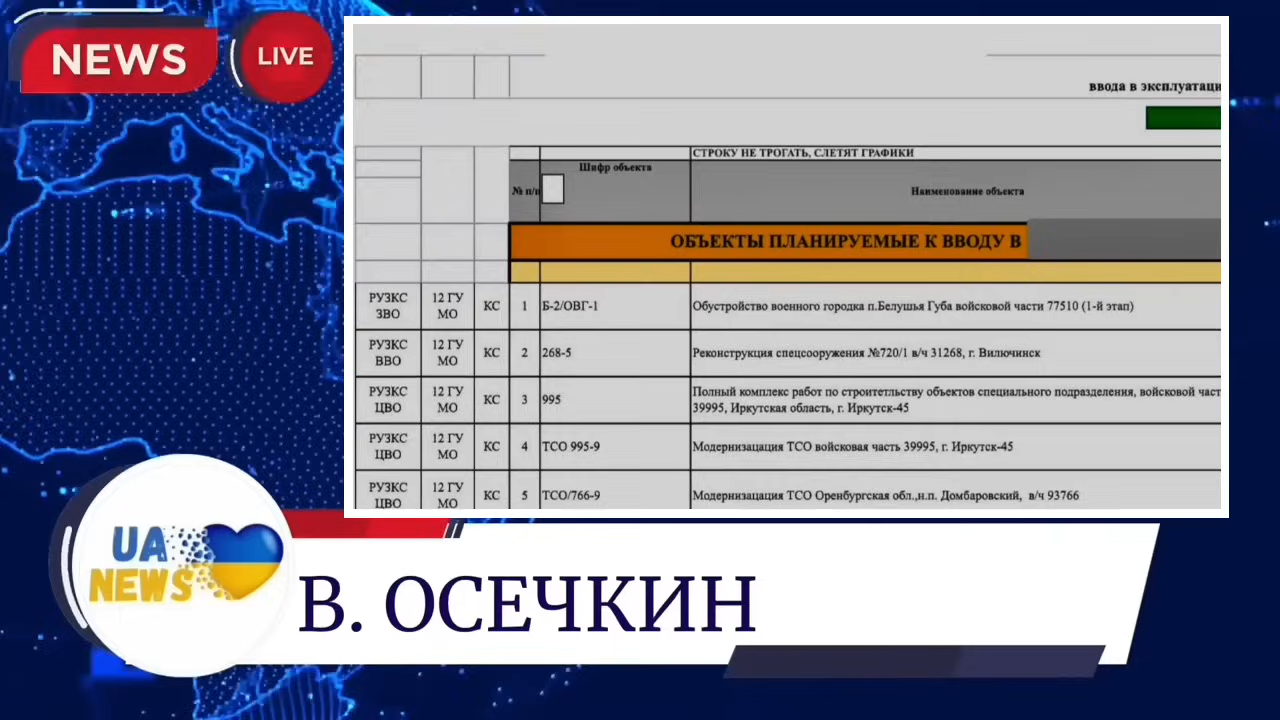 NEWS
LIVE
ввода в эксплуатаци
СТРОКУ НЕ ТРОГАТЬ, СЛЕТЯТ ГРАФИКИ
№ п/п
Шифр объекта
Наименование объекта
ОБЪЕКТЫ ПЛАНИРУЕМЫЕ К ВВОДУ В
РУЗКС ЗВО
12 ГУ МО
КС
1
Б-2/ОВГ-1
Обустройство военного городка п.Белушья Губа войсковой части 77510 (1-й этап)
РУЗКС ВВО
12 ГУ МО
КС
2
268-5
Реконструкция спецсооружения №720/1 в/ч 31268, г. Вилючинск
РУЗКС ЦВО
12 ГУ МО
КС
3
995
Полный комплекс работ по строитетльству объектов специального подразделения, войсковой част
39995, Иркутская область, г. Иркутск-45
РУЗКС ЦВО
12 ГУ МО
КС
4
ТСО 995-9
Модернизацация ТСО войсковая часть 39995, г. Иркутск-45
РУЗКС ЦВО
12 ГУ МО
КС
5
ТСО/766-9
Модернизацация ТСО Оренбургская обл.,н.п. Домбаровский, в/ч 93766
UA
NEWS
В. ОСЕЧКИН